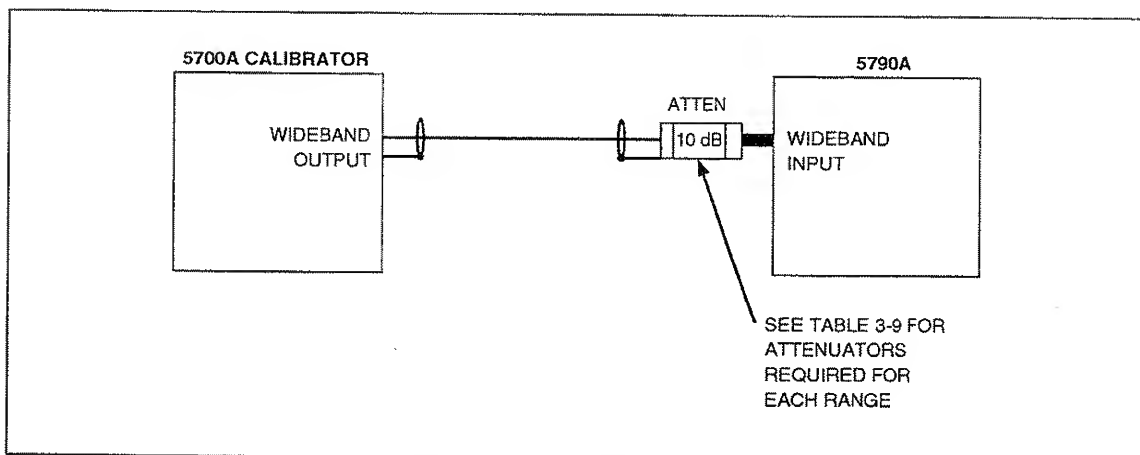 5700A CALIBRATOR
5790A
WIDEBAND
OUTPUT
ATTEN
10 dB
WIDEBAND
INPUT
SEE TABLE 3-9 FOR
ATTENUATORS
REQUIRED FOR
EACH RANGE